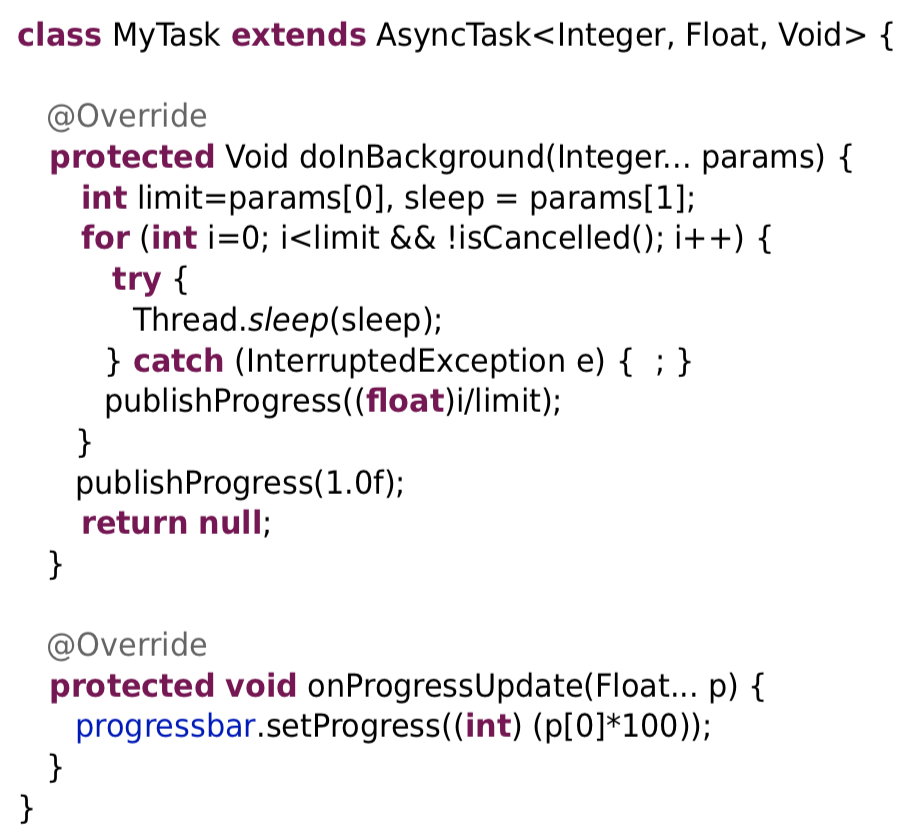 class MyTask extends AsyncTask<Integer, Float, Void> {
@Override
protected Void doInBackground(Integer... params) {
int limit=params[0], sleep = params[1];
for (int i=0; i<limit && !isCancelled(); i++) {
try {
Thread.sleep(sleep);
} catch (InterruptedException e) {  ; }
publishProgress((float)i/limit);
}
publishProgress(1.0f);
return null;
}
@Override
protected void onProgressUpdate(Float... p) {
progressbar.setProgress((int) (p[0]*100));
}
}